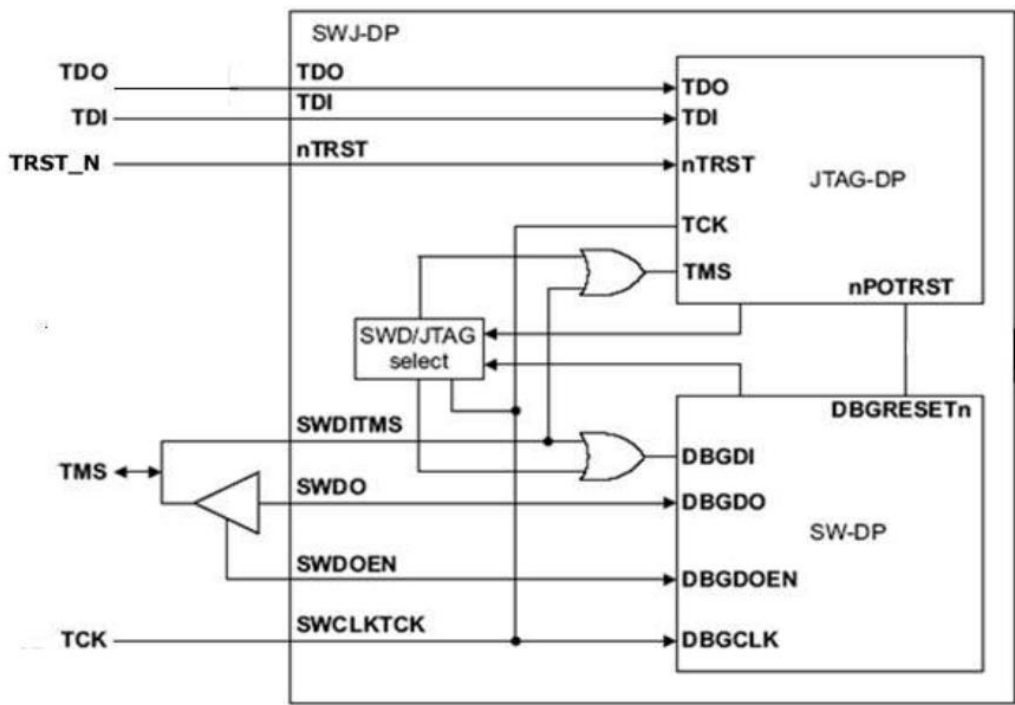 SWJ-DP
TDO
TDO
TDO
TDI
TDI
TDI
TRST_N
nTRST
nTRST
JTAG-DP
TCK
TMS
nPOTRST
SWD/JTAG
select
DBGRESETn
SWDITMS
DBGDI
TMS
SWDO
DBGDO
SW-DP
SWDOEN
DBGDOEN
TCK
SWCLKTCK
DBGCLK